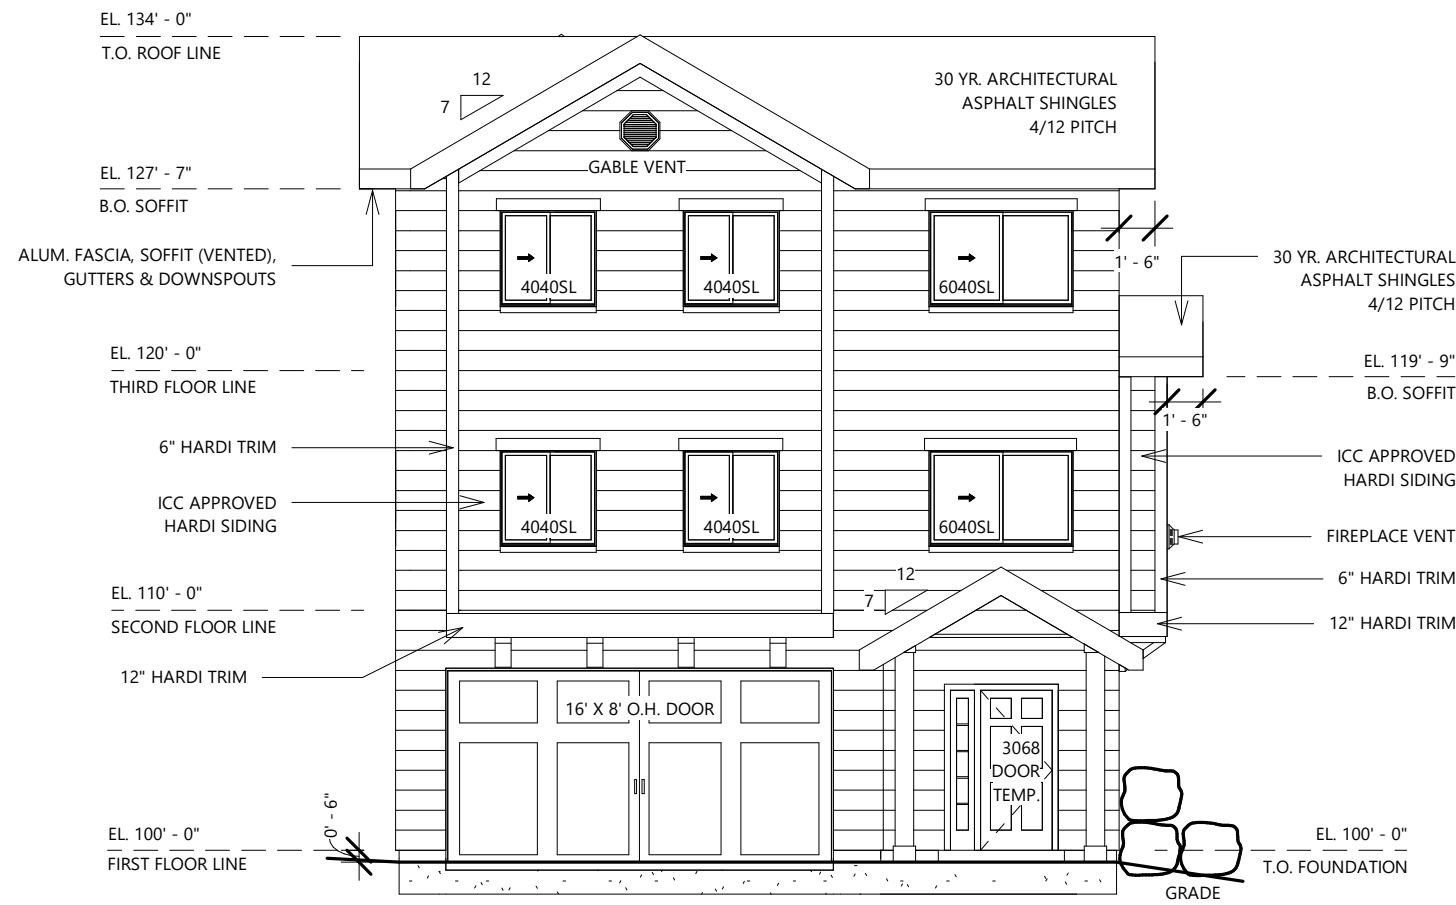 EL. 134' - 0"
T.O. ROOF LINE
12
7
30 YR. ARCHITECTURAL
ASPHALT SHINGLES
4/12 PITCH
GABLE VENT
EL. 127' - 7"
B.O. SOFFIT
ALUM. FASCIA, SOFFIT (VENTED),
GUTTERS & DOWNSPOUTS
4040SL
4040SL
6040SL
1' - 6"
30 YR. ARCHITECTURAL
ASPHALT SHINGLES
4/12 PITCH
EL. 120' - 0"
THIRD FLOOR LINE
EL. 119' - 9"
B.O. SOFFIT
1' - 6"
6" HARDI TRIM
ICC APPROVED
HARDI SIDING
4040SL
4040SL
6040SL
ICC APPROVED
HARDI SIDING
FIREPLACE VENT
6" HARDI TRIM
12" HARDI TRIM
EL. 110' - 0"
SECOND FLOOR LINE
12
7
12" HARDI TRIM
16' X 8' O.H. DOOR
3068
DOOR
TEMP.
0' - 6"
EL. 100' - 0"
FIRST FLOOR LINE
EL. 100' - 0"
T.O. FOUNDATION
GRADE